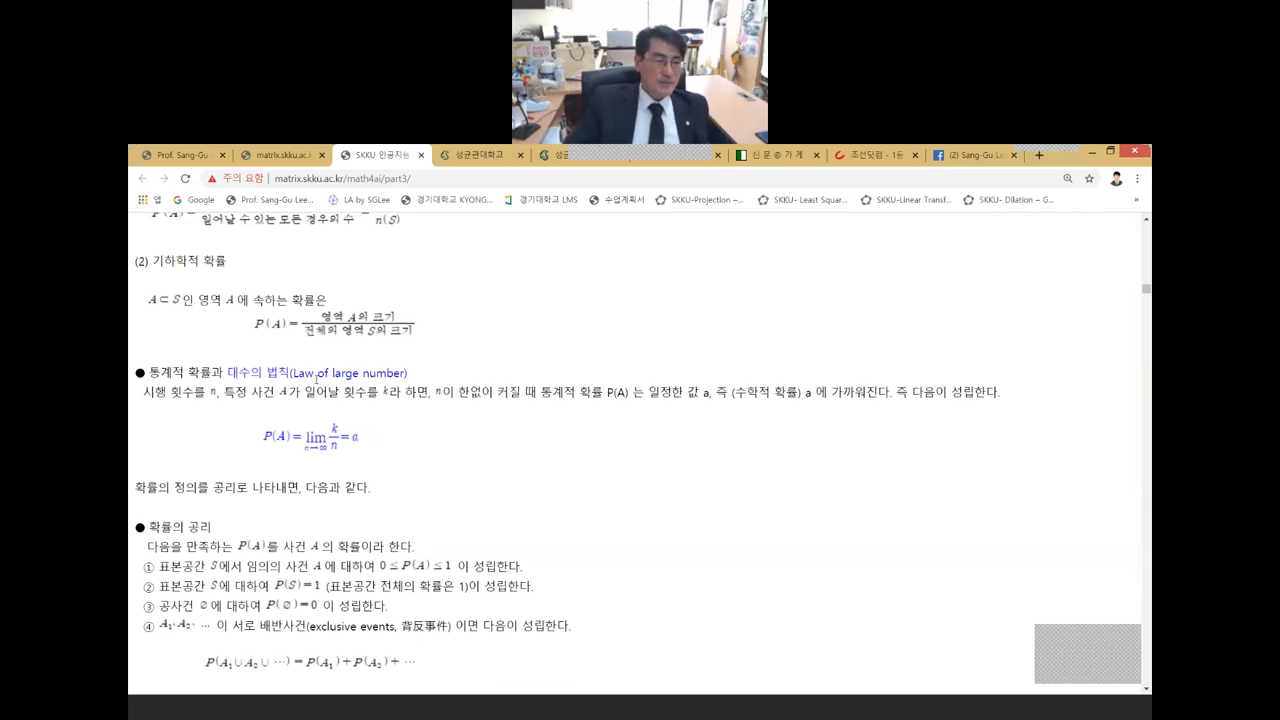 Prof. Sang-Gu
matrix.skku.ac.k
SKKU 인공지능
성균관대학교
성균
신 문 @ 가 게
조선닷컴 - 1등
(2) Sang-Gu Le
주의 요함 | matrix.skku.ac.kr/math4ai/part3/
앱 Google Prof. Sang-Gu Lee... LA by SGLee 경기대학교 KYONG... 경기대학교 LMS 수업계획서 SKKU-Projection –... SKKU- Least Squar... SKKU-Linear Transf... SKKU- Dilation – G... »
P(A) = 일어날 수 있는 모든 경우의 수 = n(S)
(2) 기하학적 확률
A⊂S인 영역 A에 속하는 확률은
P(A) = 영역 A의 크기 / 전체의 영역 S의 크기
● 통계적 확률과 대수의 법칙(Law of large number)
시행 횟수를 n, 특정 사건 A가 일어날 횟수를 k라 하면, n이 한없이 커질 때 통계적 확률 P(A) 는 일정한 값 a, 즉 (수학적 확률) a 에 가까워진다. 즉 다음이 성립한다.
P(A) = lim n→∞ k/n = a
확률의 정의를 공리로 나타내면, 다음과 같다.
● 확률의 공리
다음을 만족하는 P(A)를 사건 A 의 확률이라 한다.
① 표본공간 S에서 임의의 사건 A 에 대하여 0 ≤ P(A) ≤ 1 이 성립한다.
② 표본공간 S에 대하여 P(S)=1 (표본공간 전체의 확률은 1)이 성립한다.
③ 공사건 ∅에 대하여 P(∅)=0 이 성립한다.
④ A₁, A₂, ⋯ 이 서로 배반사건(exclusive events, 背反事件) 이면 다음이 성립한다.
P(A₁∪A₂∪⋯) = P(A₁)+P(A₂)+⋯